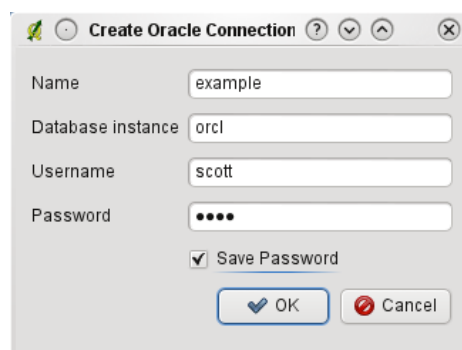 Create Oracle Connection
Name example
Database instance orcl
Username scott
Password ••••
Save Password
OK Cancel